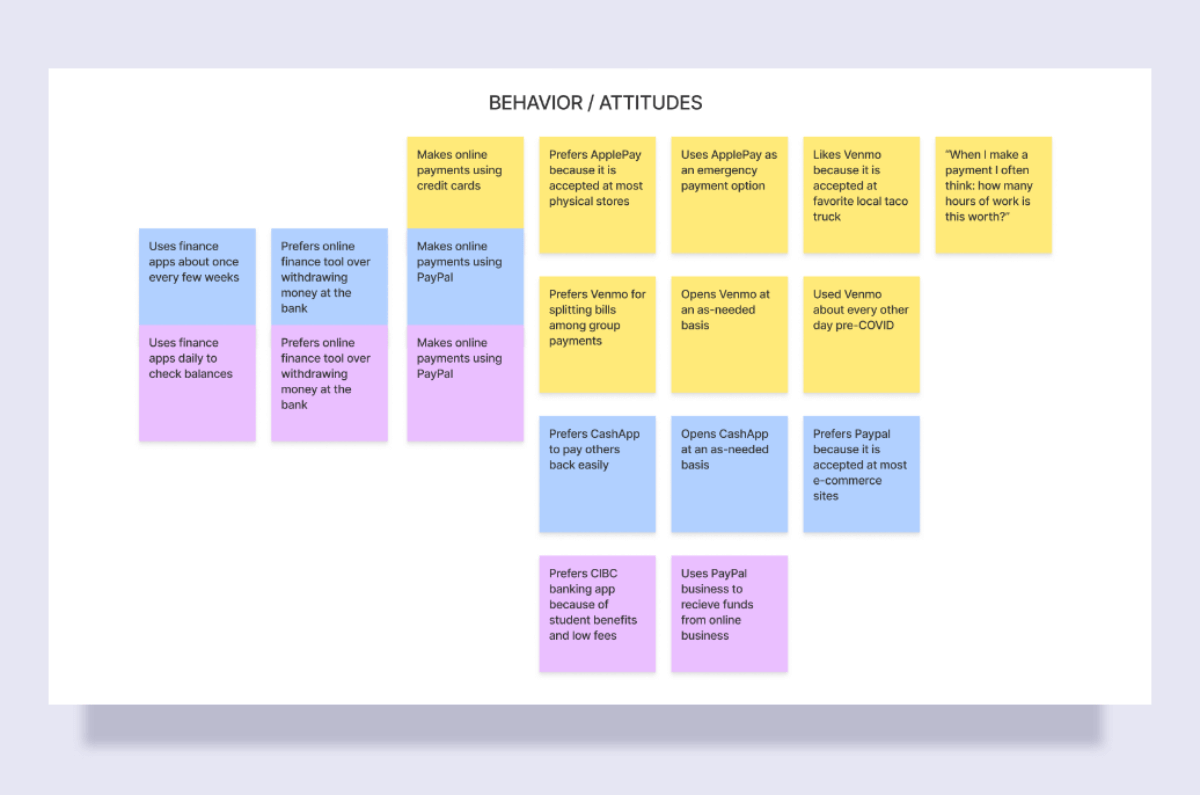 BEHAVIOR / ATTITUDES
Makes online
payments using
credit cards
Prefers ApplePay
because it is
accepted at most
physical stores
Uses ApplePay as
an emergency
payment option
Likes Venmo
because it is
accepted at
favorite local taco
truck
“When I make a
payment I often
think: how many
hours of work is
this worth?”
Uses finance
apps about once
every few weeks
Prefers online
finance tool over
withdrawing
money at the
bank
Makes online
payments using
PayPal
Prefers Venmo for
splitting bills
among group
payments
Opens Venmo at
an as-needed
basis
Used Venmo
about every other
day pre-COVID
Uses finance
apps daily to
check balances
Prefers online
finance tool over
withdrawing
money at the
bank
Makes online
payments using
PayPal
Prefers CashApp
to pay others
back easily
Opens CashApp
at an as-needed
basis
Prefers Paypal
because it is
accepted at most
e-commerce
sites
Prefers CIBC
banking app
because of
student benefits
and low fees
Uses PayPal
business to
recieve funds
from online
business